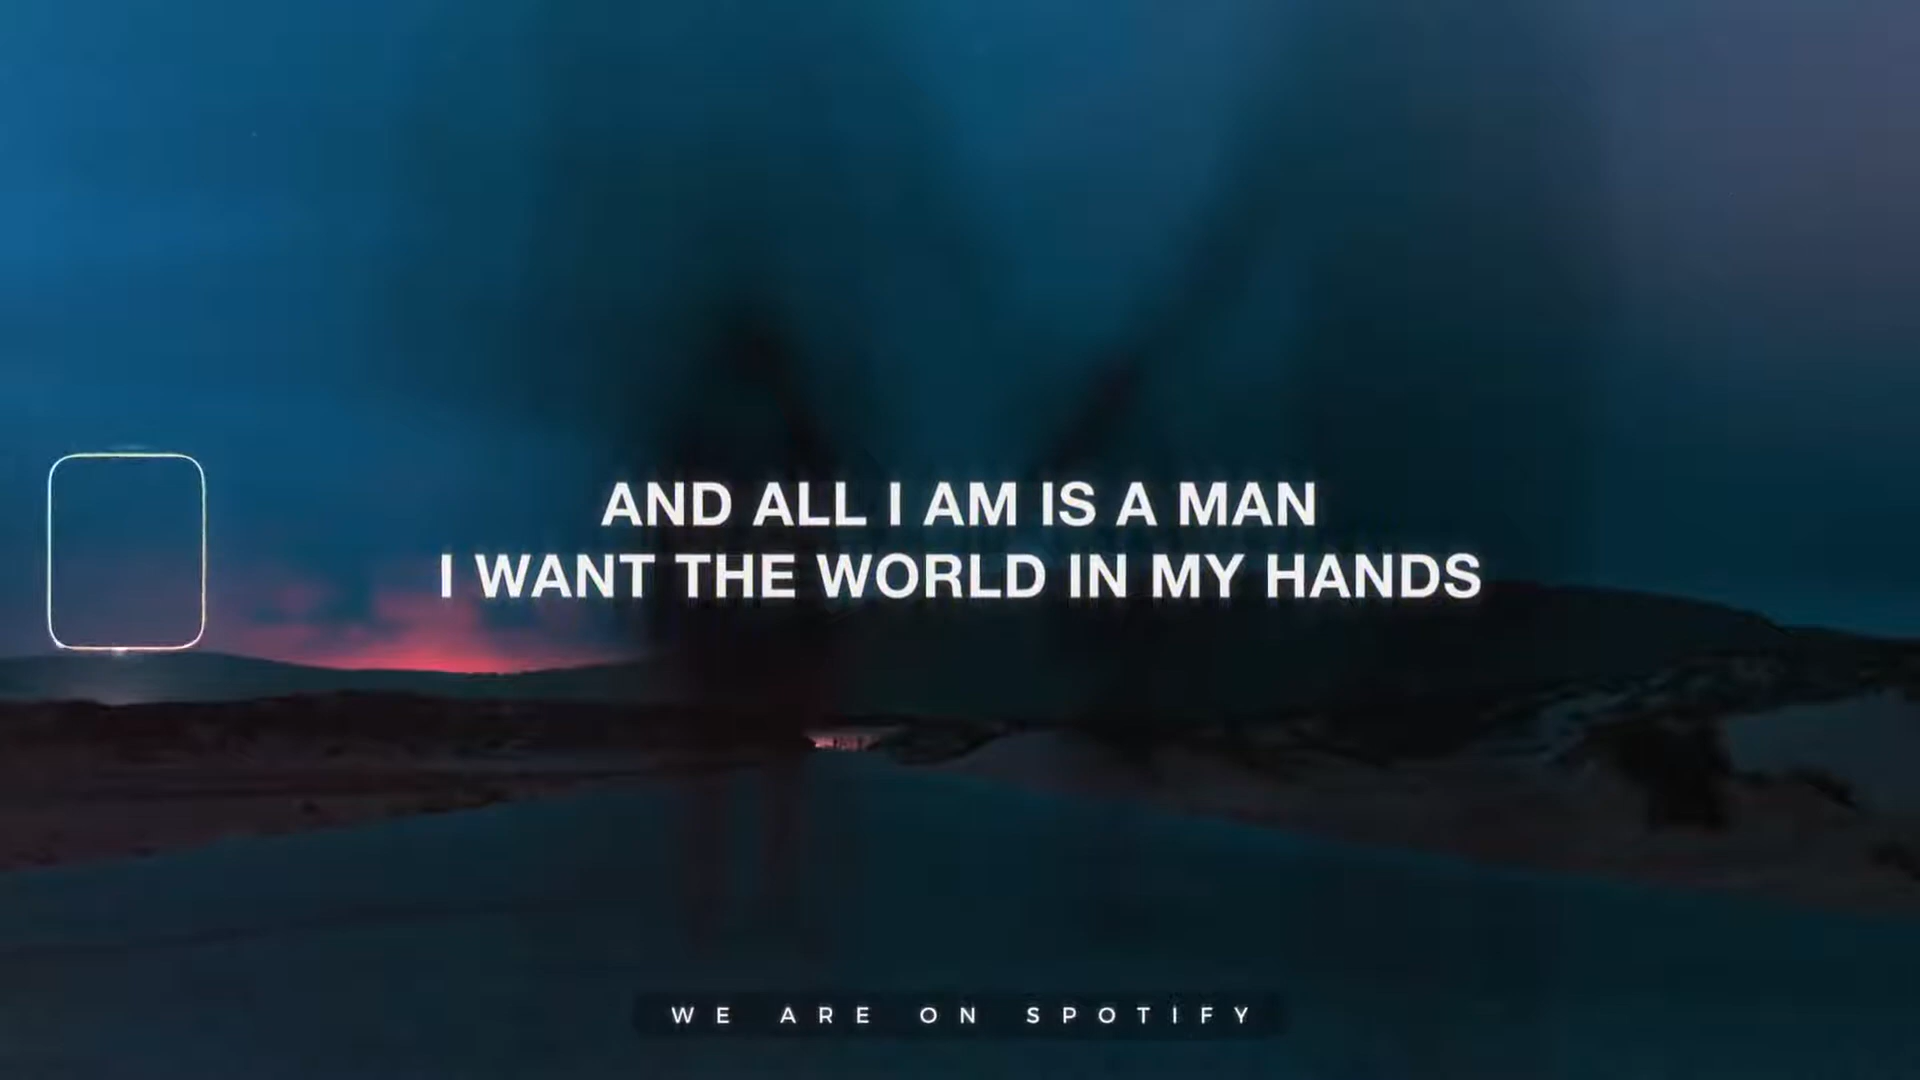 AND ALL I AM IS A MAN
I WANT THE WORLD IN MY HANDS
WE ARE ON SPOTIFY